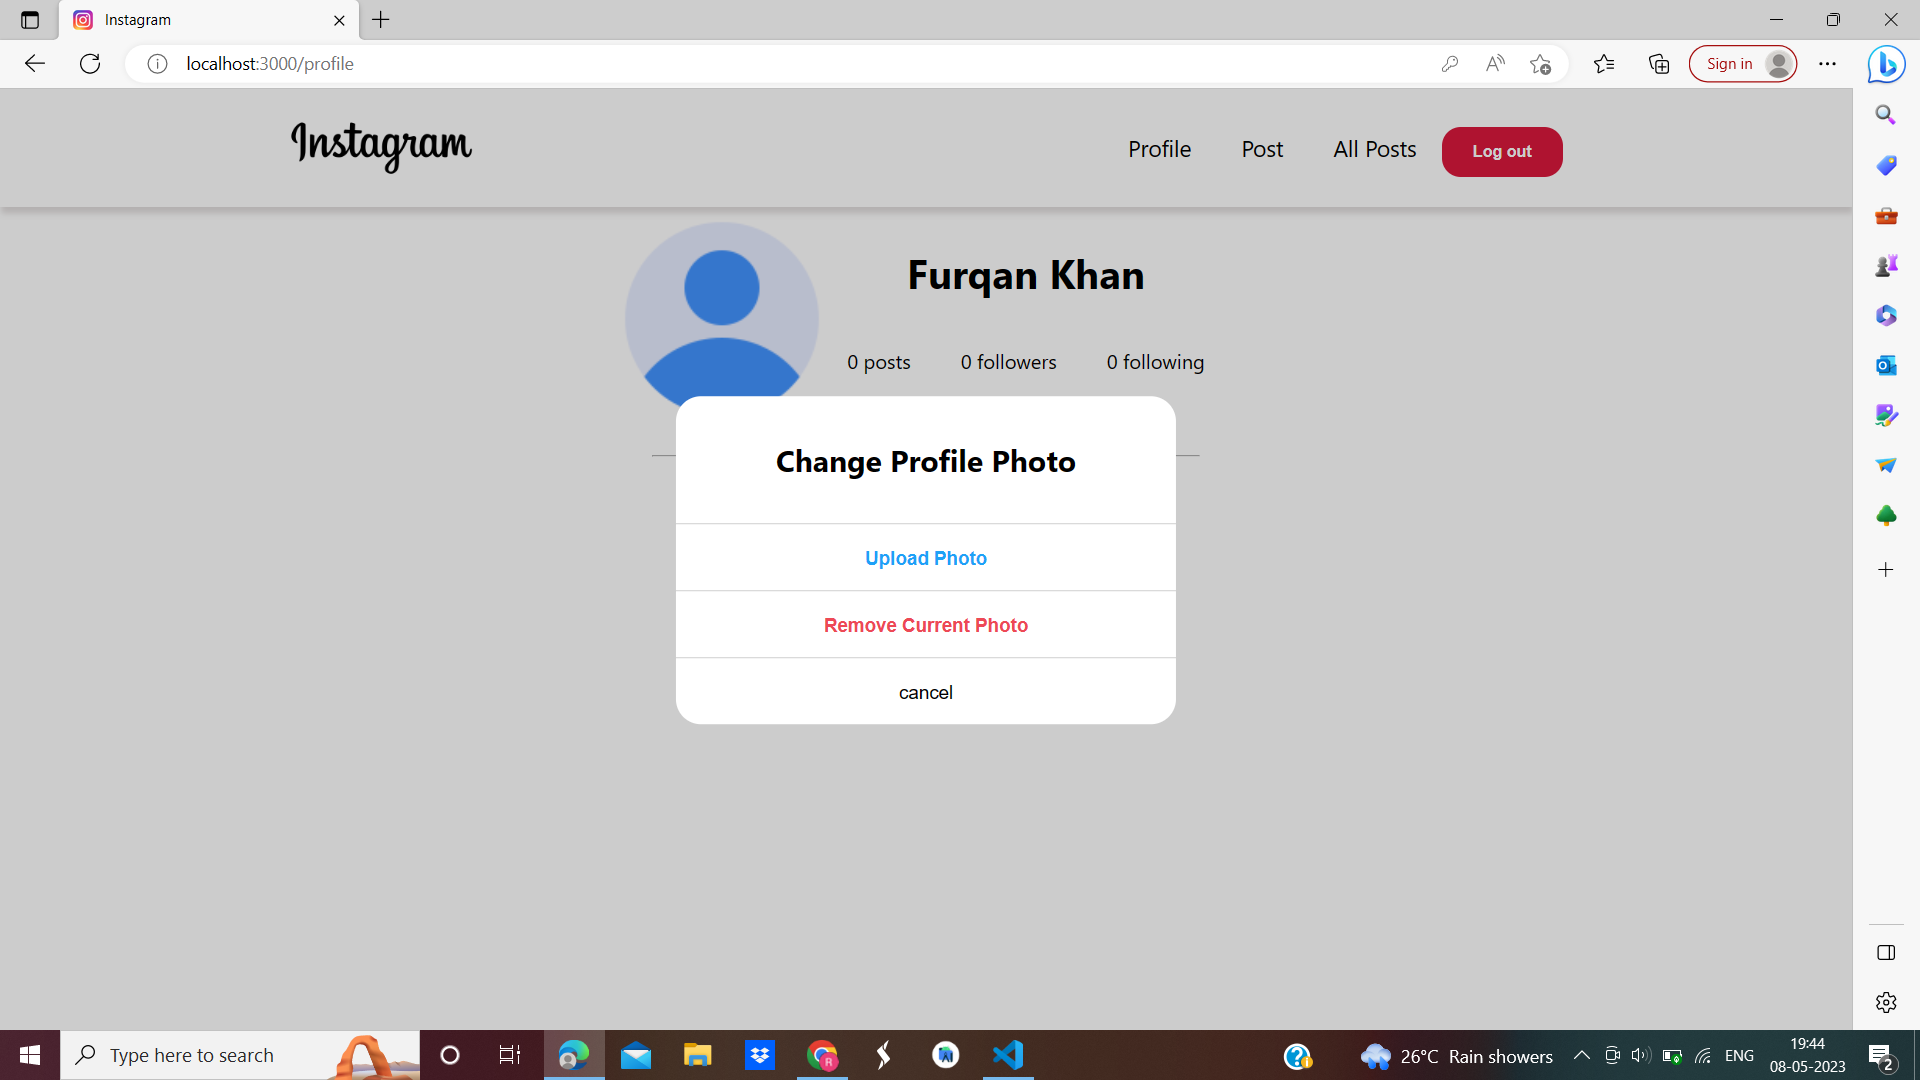 Instagram
localhost:3000/profile
Sign in
Instagram
Profile
Post
All Posts
Log out
Furqan Khan
0 posts
0 followers
0 following
Change Profile Photo
Upload Photo
Remove Current Photo
cancel
Type here to search
26°C Rain showers
ENG
19:44
08-05-2023
2